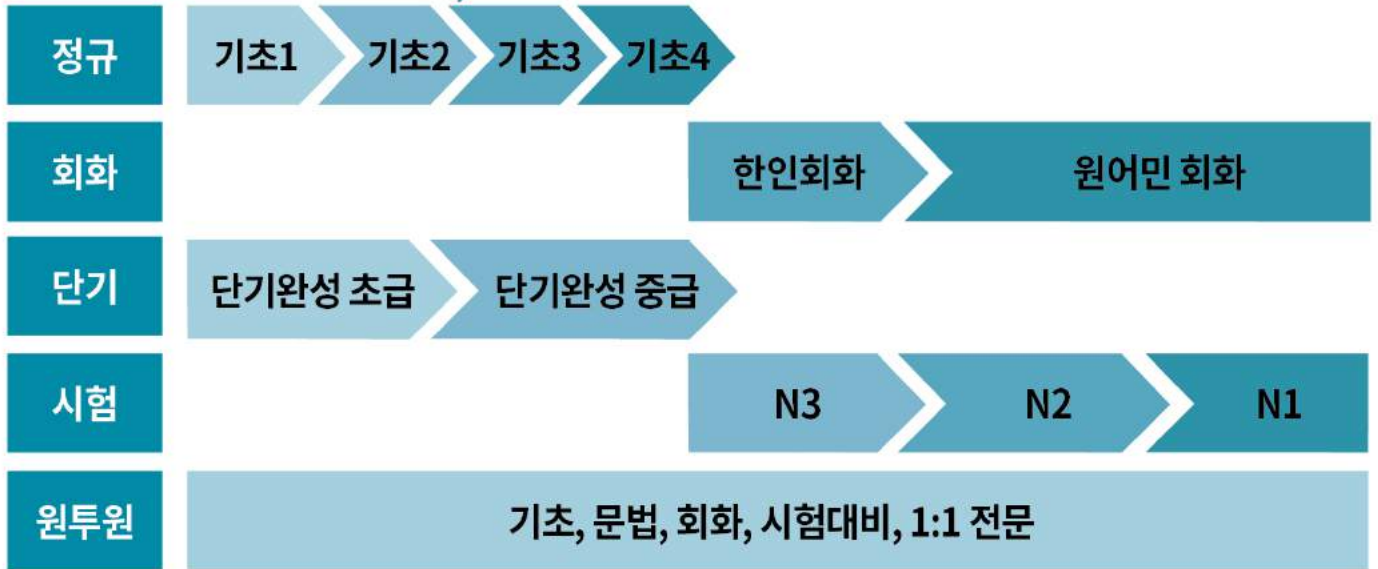 정규 기초1 기초2 기초3 기초4
회화 한인회화 원어민 회화
단기 단기완성 초급 단기완성 중급
시험 N3 N2 N1
원투원 기초, 문법, 회화, 시험대비, 1:1 전문